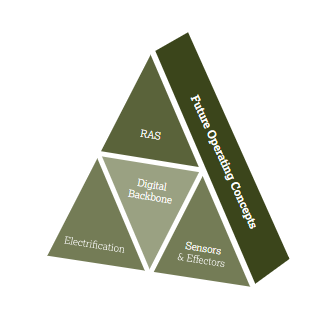 RAS
Future Operating Concepts
Digital
Backbone
Electrification
Sensors
& Effectors